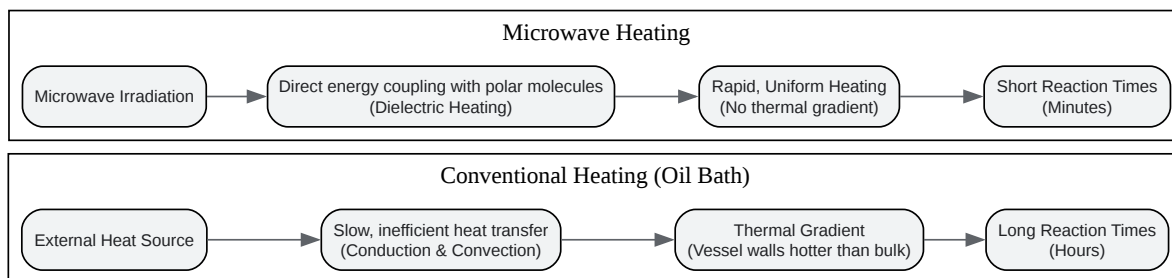 Microwave Heating
Microwave Irradiation
Direct energy coupling with polar molecules
(Dielectric Heating)
Rapid, Uniform Heating
(No thermal gradient)
Short Reaction Times
(Minutes)
Conventional Heating (Oil Bath)
External Heat Source
Slow, inefficient heat transfer
(Conduction & Convection)
Thermal Gradient
(Vessel walls hotter than bulk)
Long Reaction Times
(Hours)